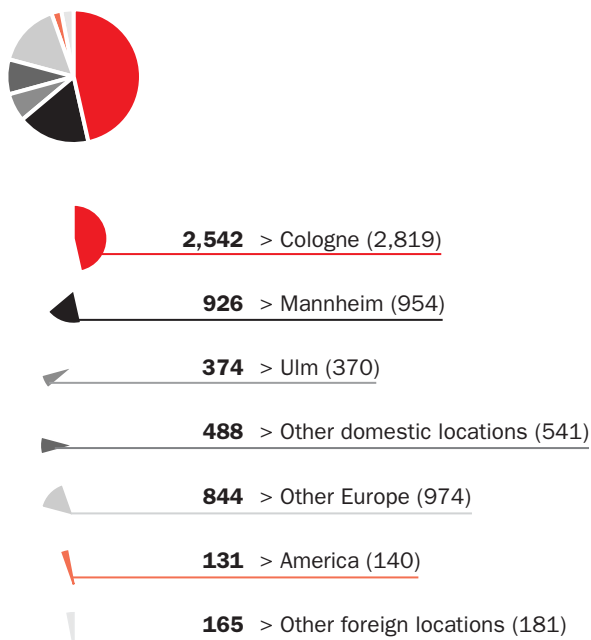 2,542 > Cologne (2,819)
926 > Mannheim (954)
374 > Ulm (370)
488 > Other domestic locations (541)
844 > Other Europe (974)
131 > America (140)
165 > Other foreign locations (181)